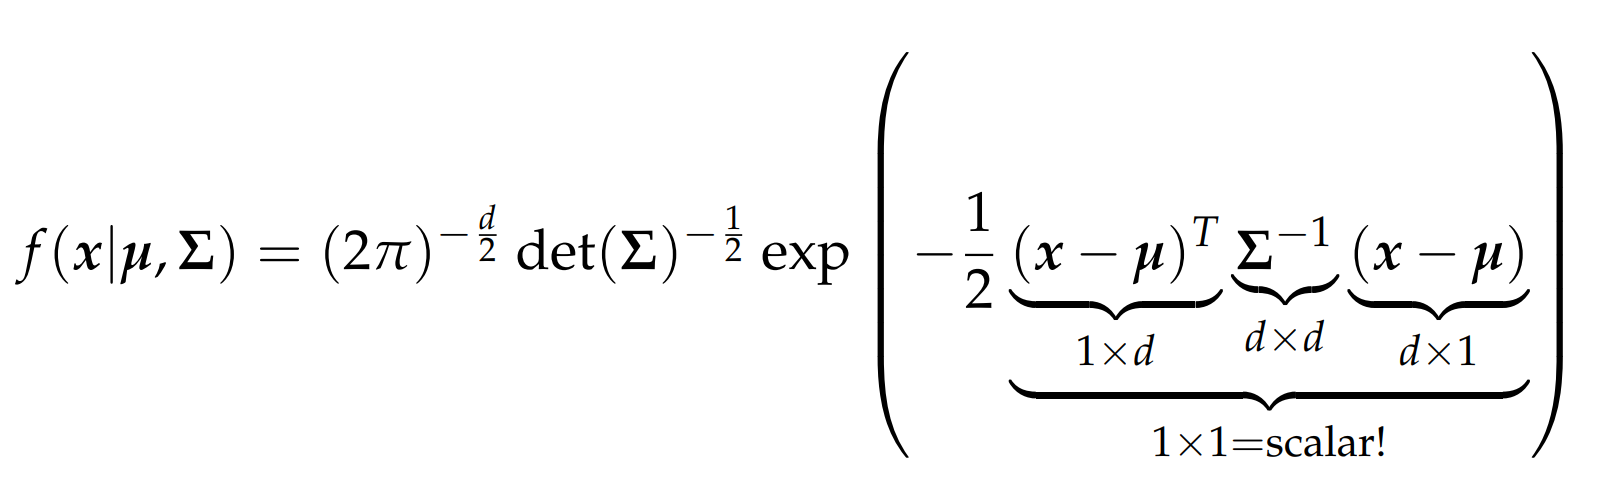 f(x|μ, Σ) = (2π)^{-d/2} det(Σ)^{-1/2} exp ( -1/2 (x − μ)^T Σ^{-1} (x − μ) )
1×d d×d d×1
1×1=scalar!